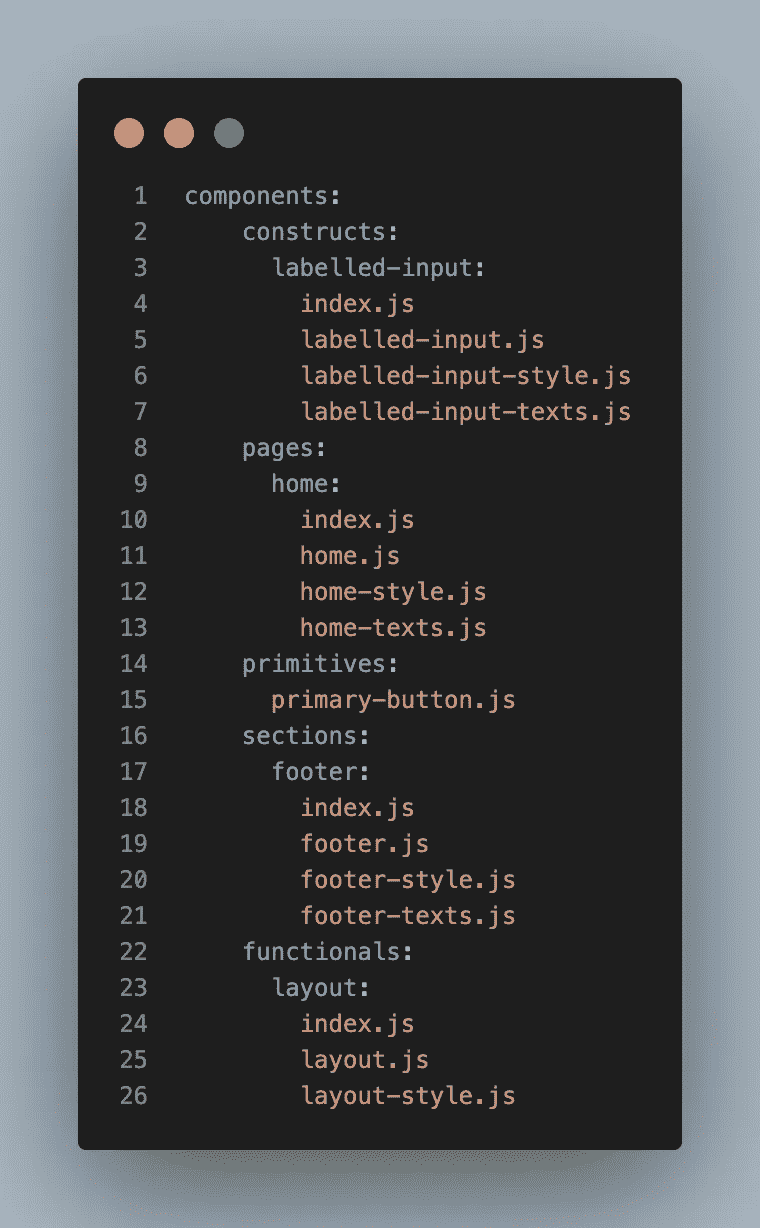 1 components:
2 constructs:
3 labelled-input:
4 index.js
5 labelled-input.js
6 labelled-input-style.js
7 labelled-input-texts.js
8 pages:
9 home:
10 index.js
11 home.js
12 home-style.js
13 home-texts.js
14 primitives:
15 primary-button.js
16 sections:
17 footer:
18 index.js
19 footer.js
20 footer-style.js
21 footer-texts.js
22 functionals:
23 layout:
24 index.js
25 layout.js
26 layout-style.js